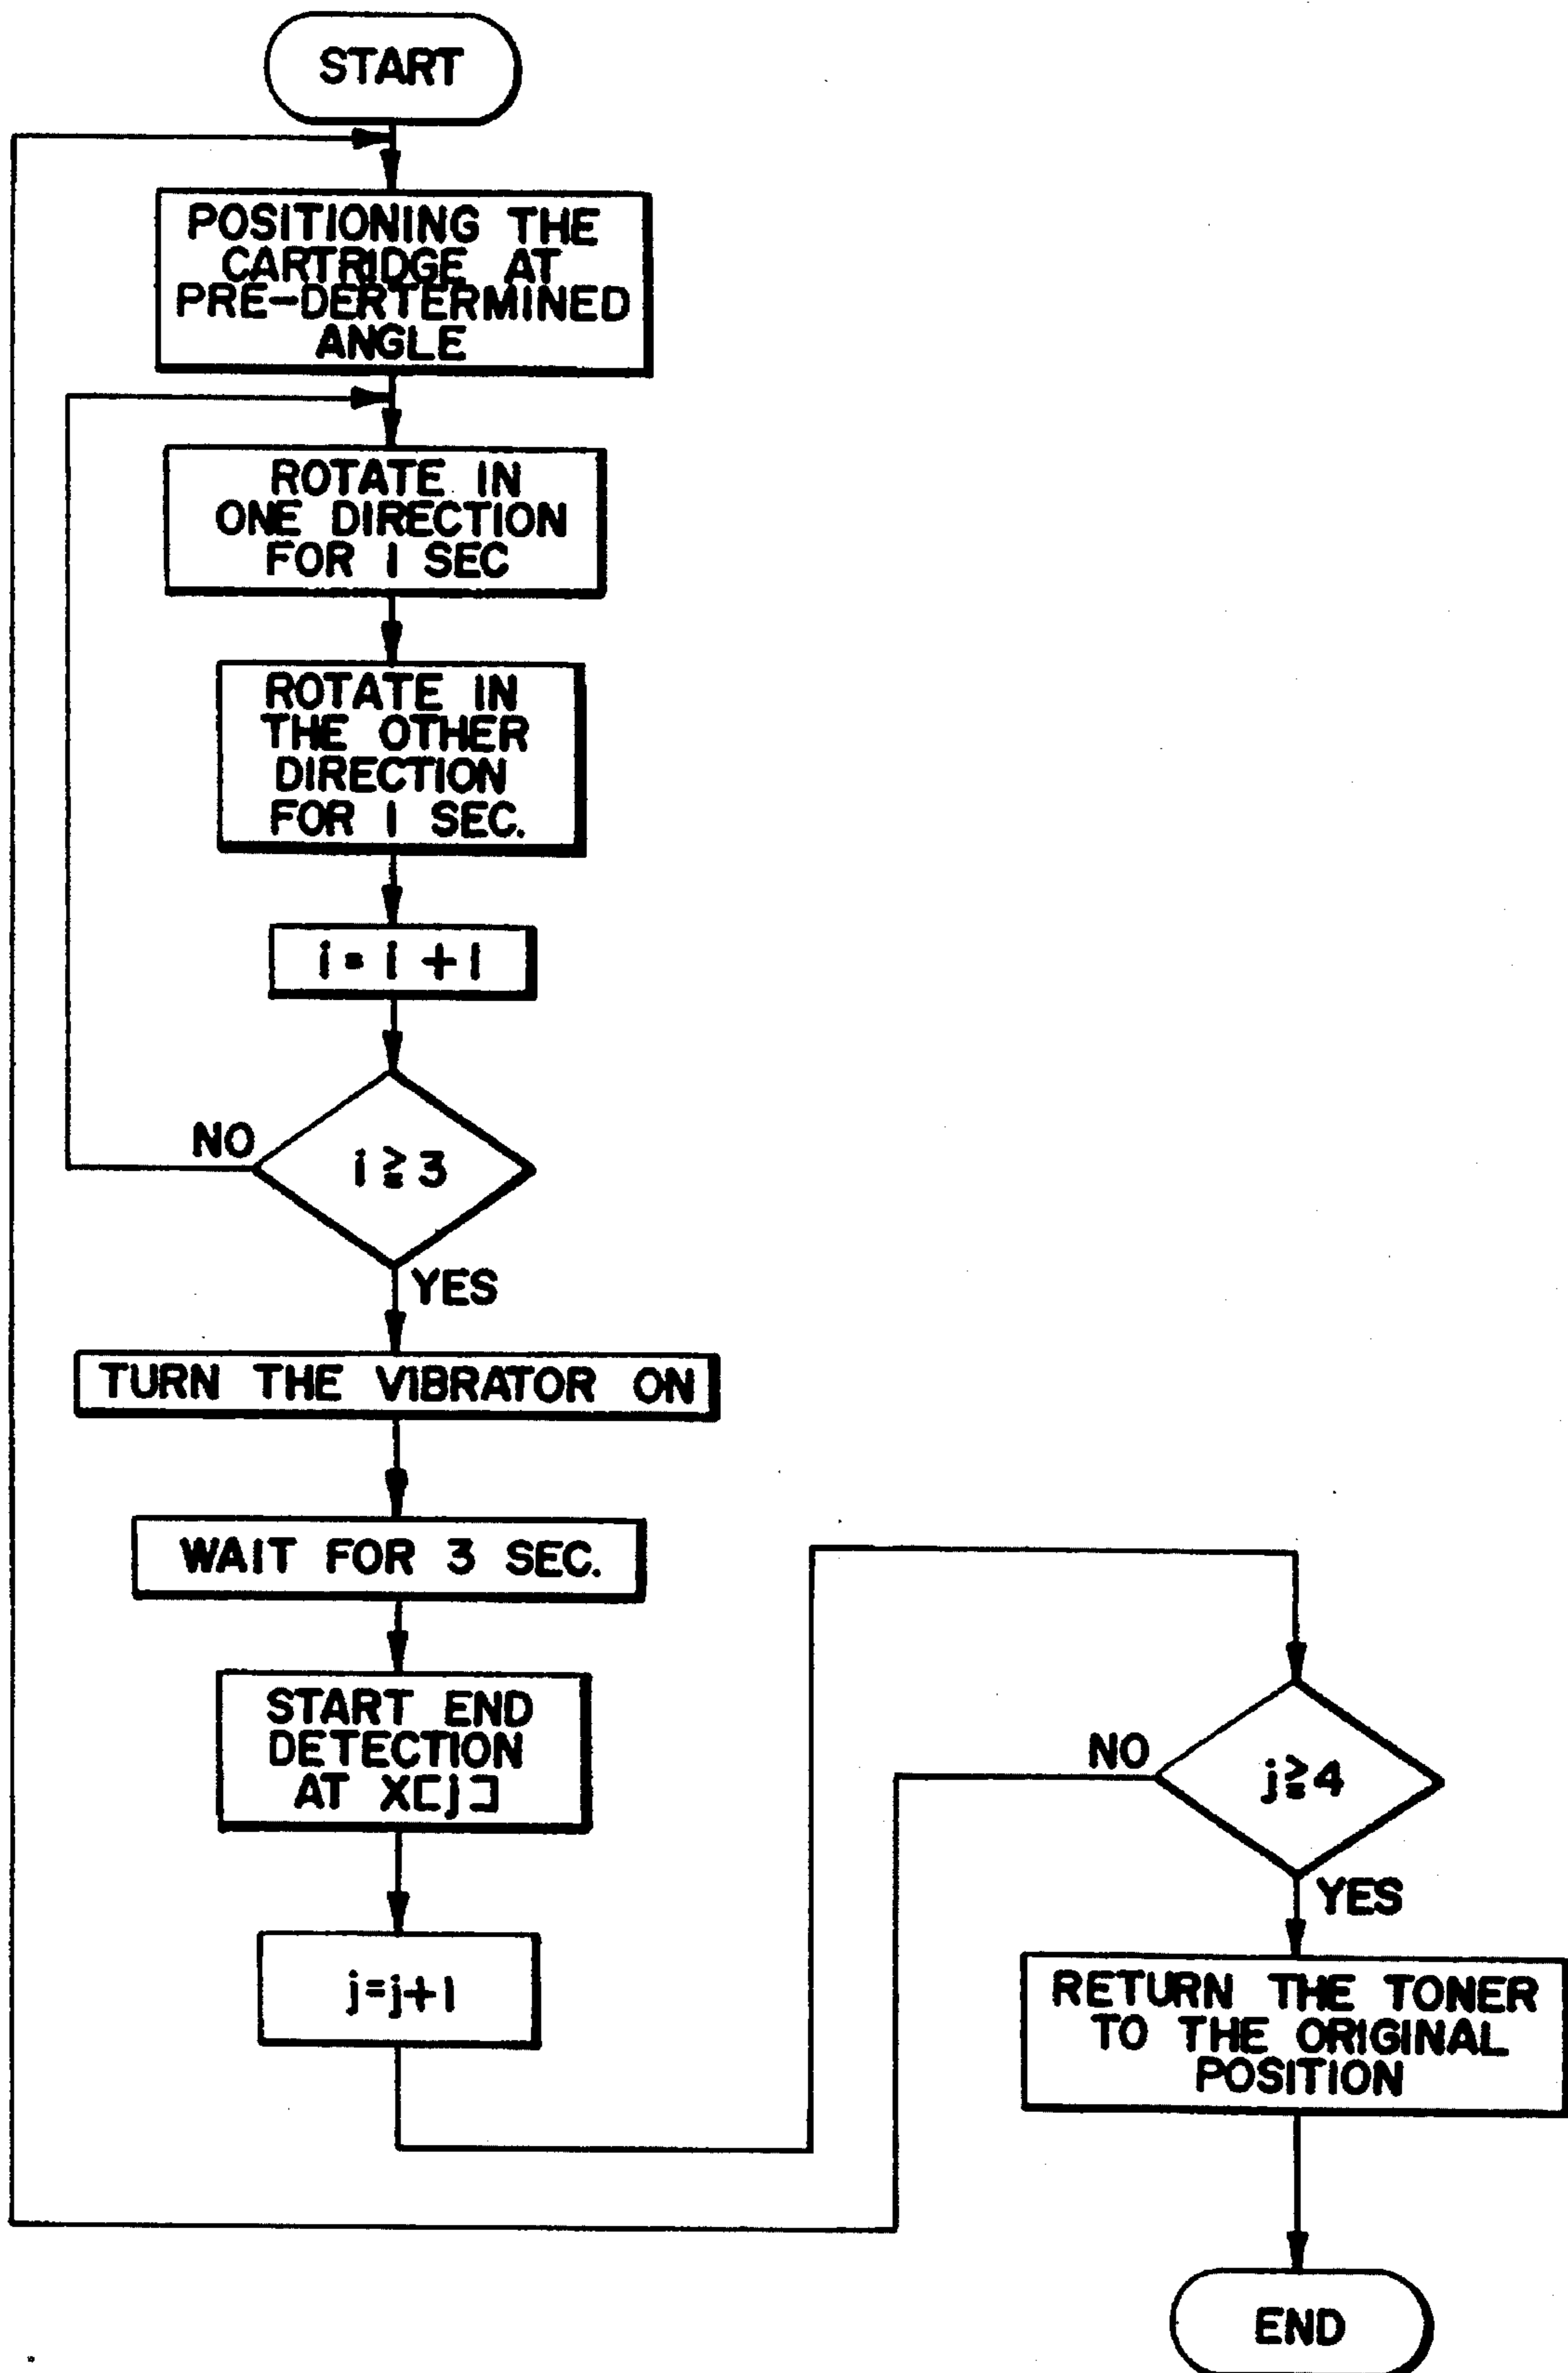 START
POSITIONING THE
CARTRIDGE AT
PRE-DERTERMINED
ANGLE
ROTATE IN
ONE DIRECTION
FOR 1 SEC
ROTATE IN
THE OTHER
DIRECTION
FOR 1 SEC.
i = i + 1
NO
i ≧ 3
YES
TURN THE VIBRATOR ON
WAIT FOR 3 SEC.
START END
DETECTION
AT X[j]
j=j+1
NO
j≧4
YES
RETURN THE TONER
TO THE ORIGINAL
POSITION
END